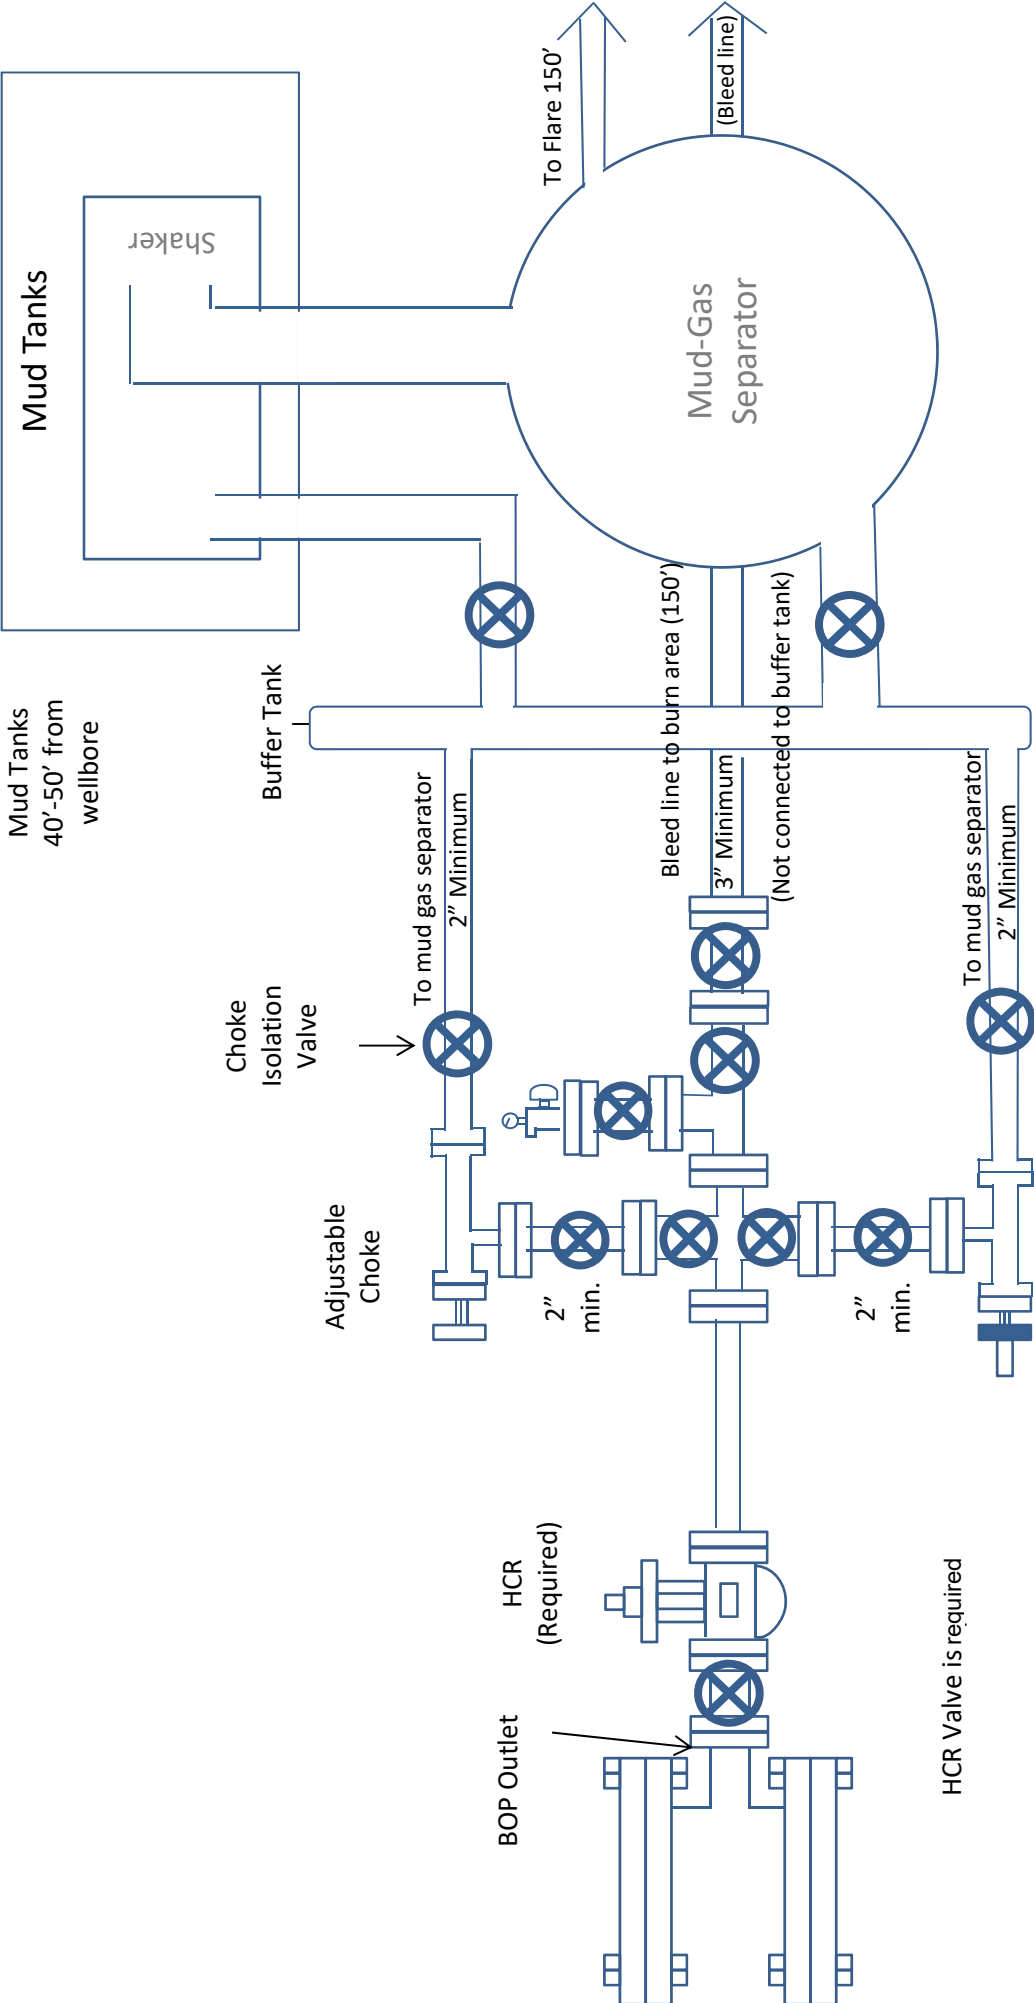 Mud Tanks
Shaker
Mud Tanks
40’-50’ from
wellbore
To Flare 150’
(Bleed line)
Mud-Gas
Separator
Buffer Tank
Bleed line to burn area (150’)
3” Minimum
(Not connected to buffer tank)
To mud gas separator
2” Minimum
To mud gas separator
2” Minimum
Choke
Isolation
Valve
Adjustable
Choke
2”
min.
2”
min.
HCR
(Required)
BOP Outlet
HCR Valve is required